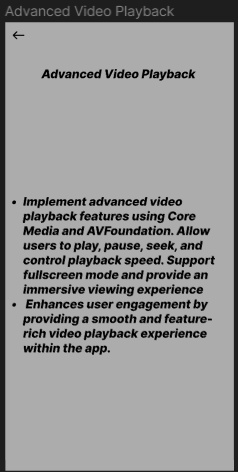 Advanced Video Playback
Advanced Video Playback
• Implement advanced video
playback features using Core
Media and AVFoundation. Allow
users to play, pause, seek, and
control playback speed. Support
fullscreen mode and provide an
immersive viewing experience
• Enhances user engagement by
providing a smooth and feature-
rich video playback experience
within the app.